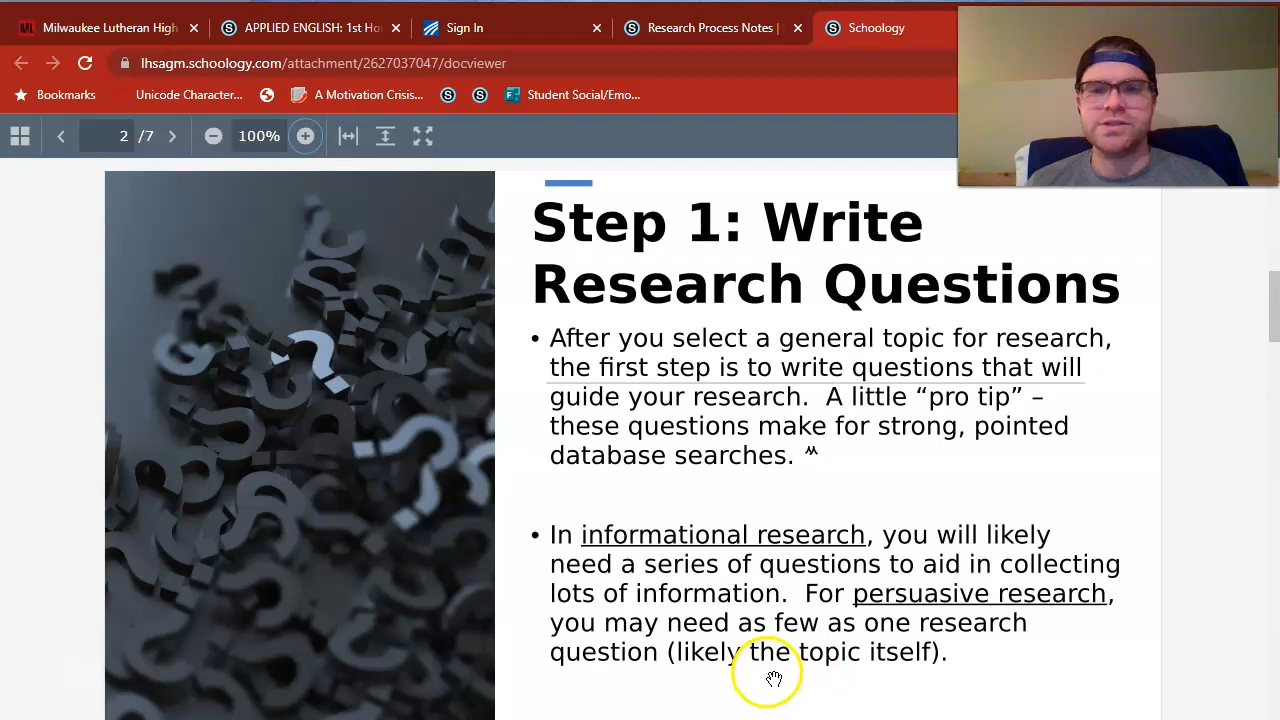 Milwaukee Lutheran High
APPLIED ENGLISH: 1st Ho
Sign In
Research Process Notes |
Schoology
lhsagm.schoology.com/attachment/2627037047/docviewer
Bookmarks
Unicode Character...
A Motivation Crisis...
Student Social/Emo...
2 /7
100%
Step 1: Write
Research Questions
• After you select a general topic for research,
the first step is to write questions that will
guide your research.  A little “pro tip” –
these questions make for strong, pointed
database searches.
• In informational research, you will likely
need a series of questions to aid in collecting
lots of information.  For persuasive research,
you may need as few as one research
question (likely the topic itself).